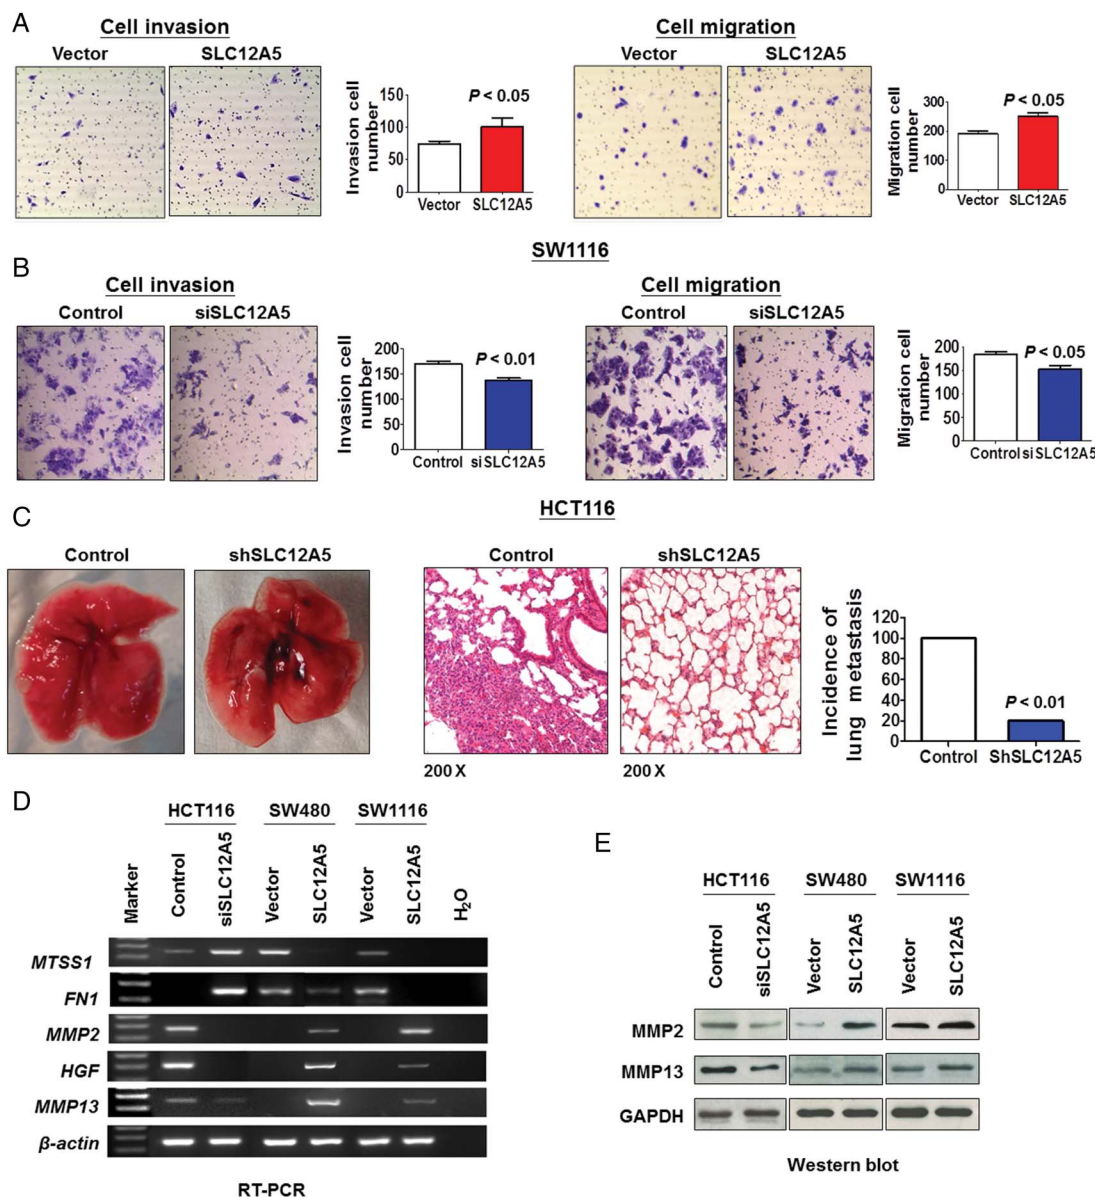 A
Cell invasion
Cell migration
Vector
SLC12A5
Vector
SLC12A5
Invasion cell number
150
100
50
0
P < 0.05
Vector
SLC12A5
Migration cell number
300
200
100
0
P < 0.05
Vector
SLC12A5
SW1116
B
Cell invasion
Cell migration
Control
siSLC12A5
Control
siSLC12A5
Invasion cell number
200
150
100
50
0
P < 0.01
Control
siSLC12A5
Migration cell number
200
150
100
50
0
P < 0.05
Control
siSLC12A5
HCT116
C
Control
shSLC12A5
Control
shSLC12A5
200 X
200 X
Incidence of lung metastasis
120
100
80
60
40
20
0
P < 0.01
Control
ShSLC12A5
D
HCT116
SW480
SW1116
Marker
Control
siSLC12A5
Vector
SLC12A5
Vector
SLC12A5
H2O
MTSS1
FN1
MMP2
HGF
MMP13
β-actin
RT-PCR
E
HCT116
SW480
SW1116
Control
siSLC12A5
Vector
SLC12A5
Vector
SLC12A5
MMP2
MMP13
GAPDH
Western blot